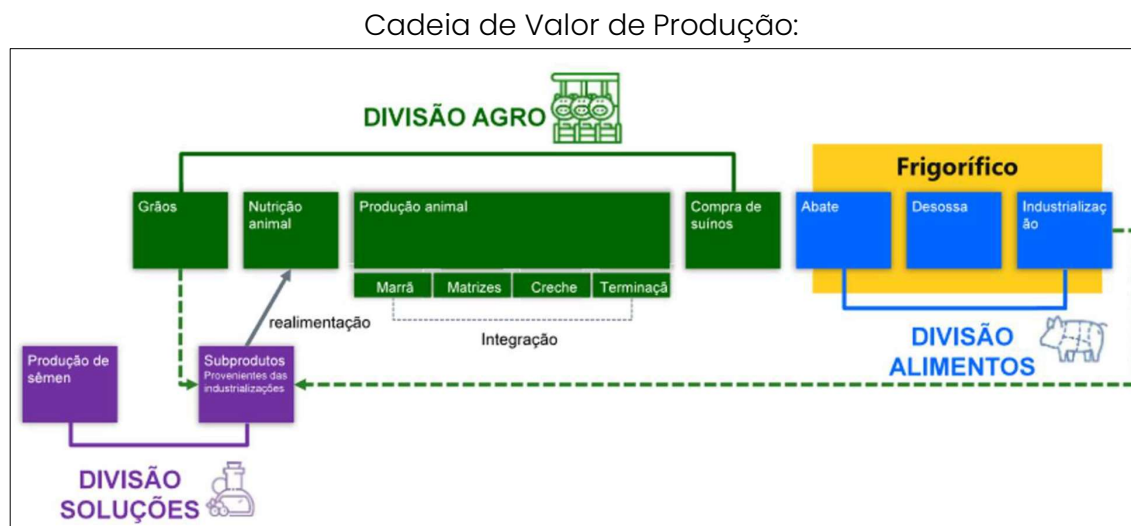 Cadeia de Valor de Produção:
DIVISÃO AGRO
Frigorífico
Grãos
Nutrição
animal
Produção animal
Compra de
suínos
Abate
Desossa
Industrializaç
ão
Marrã
Matrizes
Creche
Terminaçã
realimentação
Integração
Produção de
sêmen
Subprodutos
Provenientes das
industrializações
DIVISÃO
ALIMENTOS
DIVISÃO
SOLUÇÕES